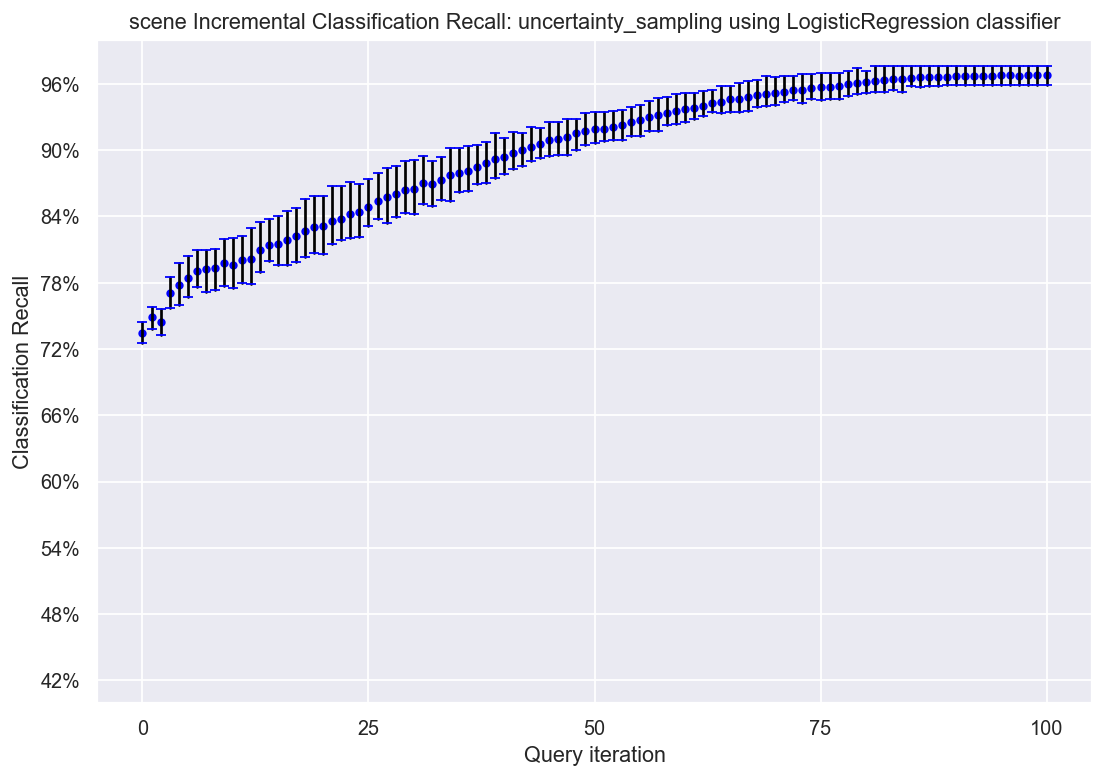 scene Incremental Classification Recall: uncertainty_sampling using LogisticRegression classifier
Classification Recall
96%
90%
84%
78%
72%
66%
60%
54%
48%
42%
0 25 50 75 100
Query iteration